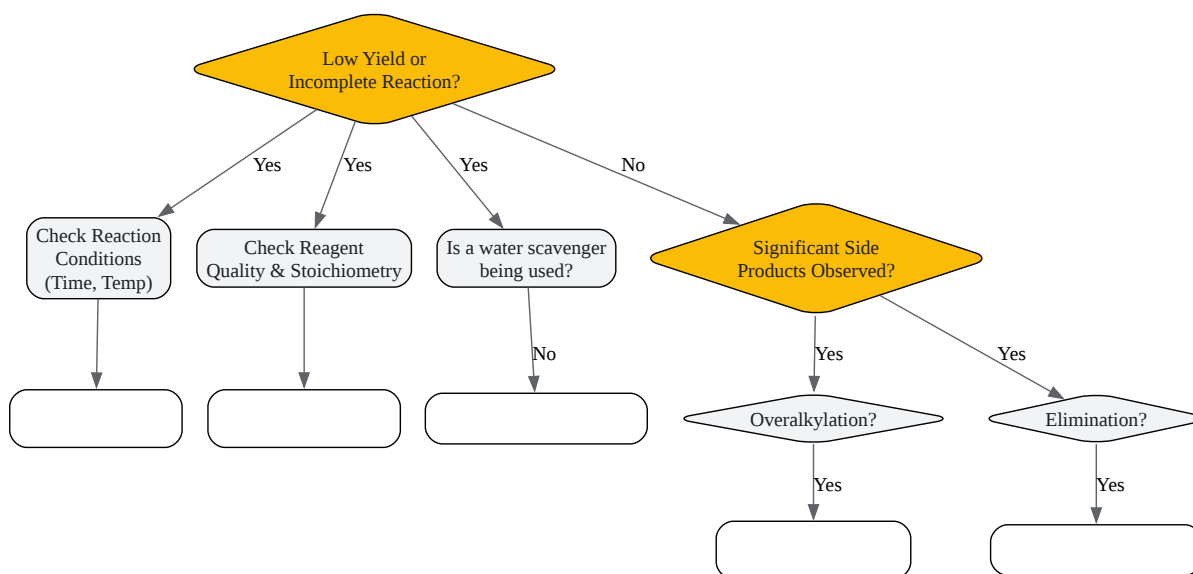 Low Yield or
Incomplete Reaction?
Yes
Yes
Yes
No
Check Reaction
Conditions
(Time, Temp)
Check Reagent
Quality & Stoichiometry
Is a water scavenger
being used?
Significant Side
Products Observed?
No
Yes
Yes
Overalkylation?
Elimination?
Yes
Yes